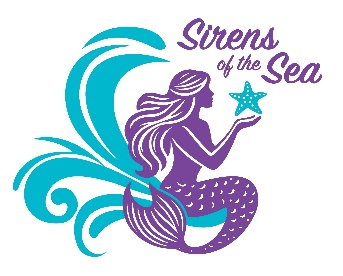 Sirens
of the
Sea